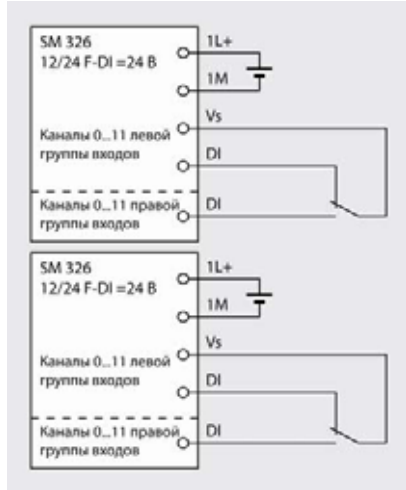 SM 326
12/24 F-DI =24 В
1L+
1M
Vs
Каналы 0...11 левой
группы входов
DI
Каналы 0...11 правой
группы входов
DI
SM 326
12/24 F-DI =24 В
1L+
1M
Vs
Каналы 0...11 левой
группы входов
DI
Каналы 0...11 правой
группы входов
DI